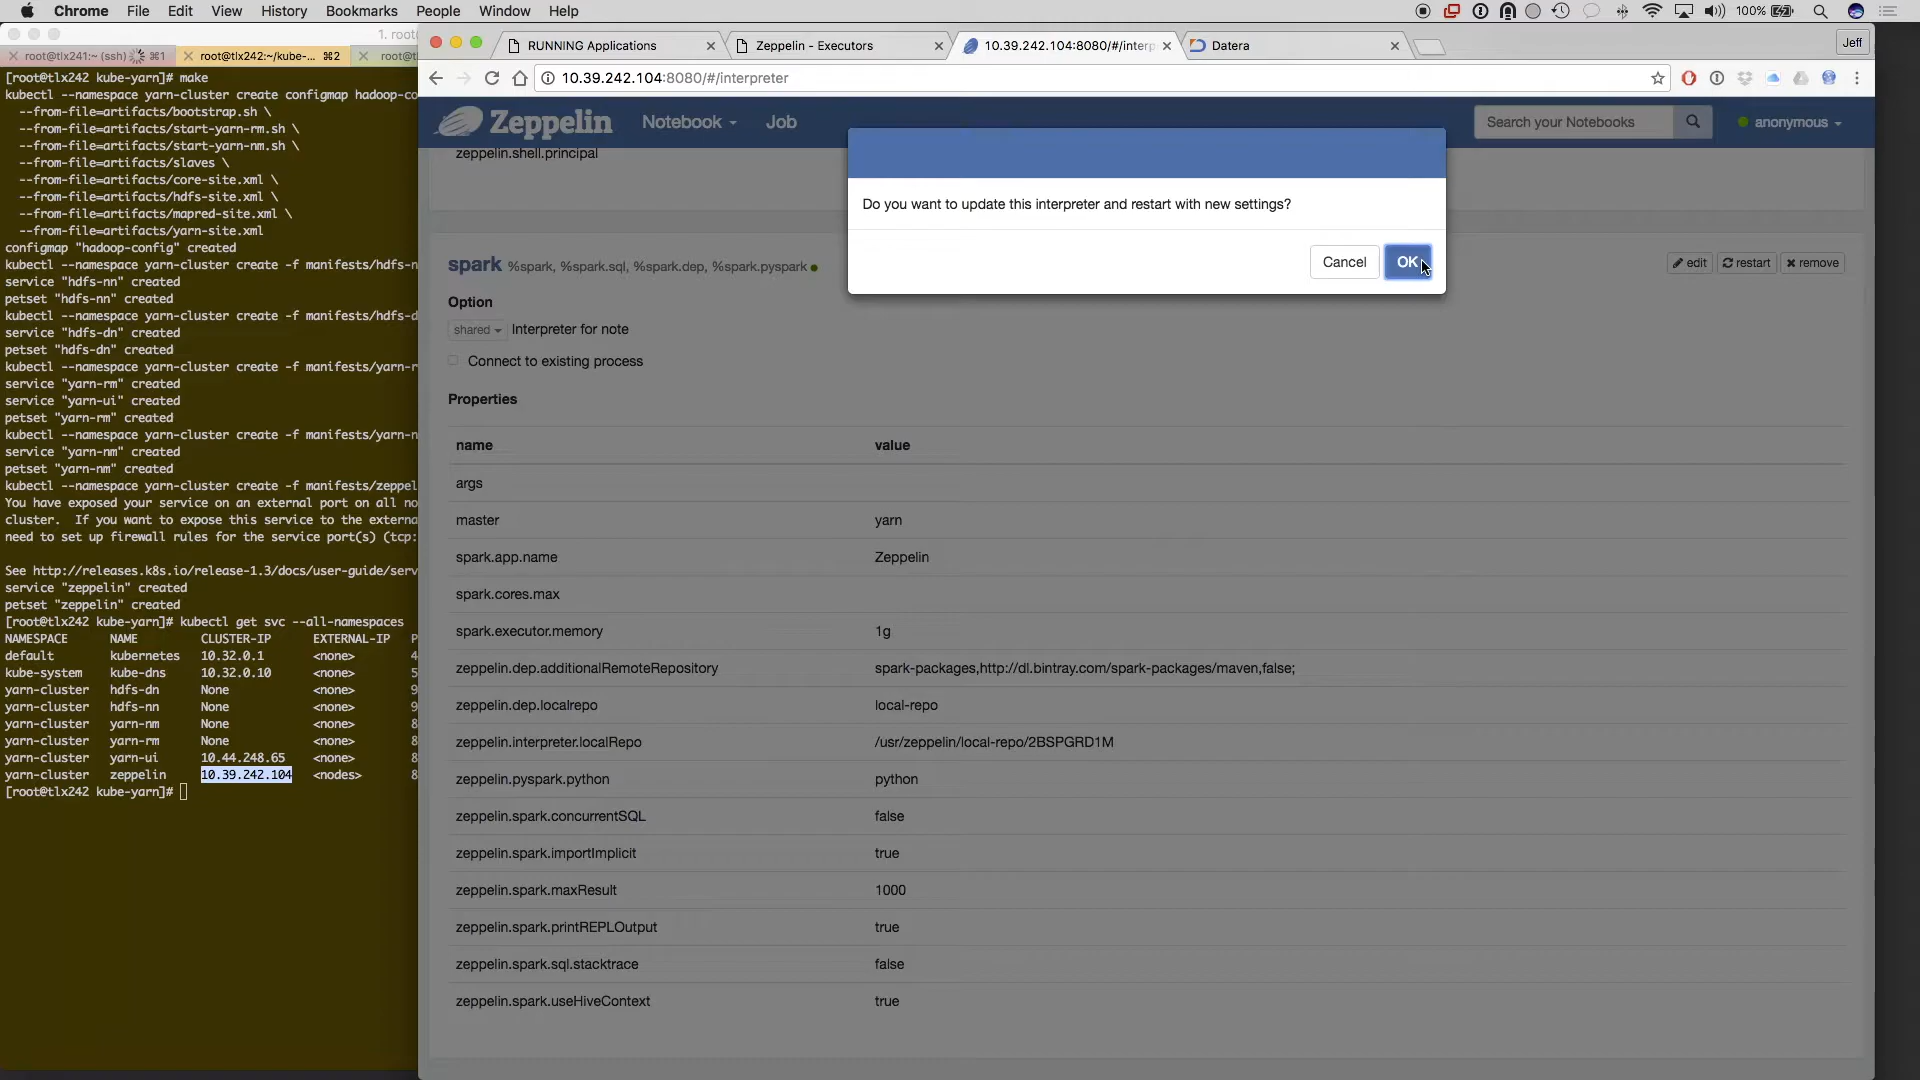 Chrome File Edit View History Bookmarks People Window Help
100%
1. root
root@tlx241:~ (ssh) ⌘1
root@tlx242:~/kube-... ⌘2
root@tl
[root@tlx242 kube-yarn]# make
kubectl --namespace yarn-cluster create configmap hadoop-co
--from-file=artifacts/bootstrap.sh \
--from-file=artifacts/start-yarn-rm.sh \
--from-file=artifacts/start-yarn-nm.sh \
--from-file=artifacts/slaves \
--from-file=artifacts/core-site.xml \
--from-file=artifacts/hdfs-site.xml \
--from-file=artifacts/mapred-site.xml \
--from-file=artifacts/yarn-site.xml
configmap "hadoop-config" created
kubectl --namespace yarn-cluster create -f manifests/hdfs-n
service "hdfs-nn" created
petset "hdfs-nn" created
kubectl --namespace yarn-cluster create -f manifests/hdfs-d
service "hdfs-dn" created
petset "hdfs-dn" created
kubectl --namespace yarn-cluster create -f manifests/yarn-r
service "yarn-rm" created
service "yarn-ui" created
petset "yarn-rm" created
kubectl --namespace yarn-cluster create -f manifests/yarn-n
service "yarn-nm" created
petset "yarn-nm" created
kubectl --namespace yarn-cluster create -f manifests/zeppel
You have exposed your service on an external port on all no
cluster.  If you want to expose this service to the externa
need to set up firewall rules for the service port(s) (tcp:
See http://releases.k8s.io/release-1.3/docs/user-guide/serv
service "zeppelin" created
petset "zeppelin" created
[root@tlx242 kube-yarn]# kubectl get svc --all-namespaces
NAMESPACE NAME CLUSTER-IP EXTERNAL-IP P
default kubernetes 10.32.0.1 <none> 4
kube-system kube-dns 10.32.0.10 <none> 5
yarn-cluster hdfs-dn None <none> 9
yarn-cluster hdfs-nn None <none> 9
yarn-cluster yarn-nm None <none> 8
yarn-cluster yarn-rm None <none> 8
yarn-cluster yarn-ui 10.44.248.65 <none> 8
yarn-cluster zeppelin 10.39.242.104 <nodes> 8
[root@tlx242 kube-yarn]#
RUNNING Applications
Zeppelin - Executors
10.39.242.104:8080/#/interp
Datera
Jeff
10.39.242.104:8080/#/interpreter
Zeppelin Notebook Job
Search your Notebooks
anonymous
zeppelin.shell.principal
Do you want to update this interpreter and restart with new settings?
Cancel OK
spark %spark, %spark.sql, %spark.dep, %spark.pyspark
edit restart remove
Option
shared Interpreter for note
Connect to existing process
Properties
name value
args
master yarn
spark.app.name Zeppelin
spark.cores.max
spark.executor.memory 1g
zeppelin.dep.additionalRemoteRepository spark-packages,http://dl.bintray.com/spark-packages/maven,false;
zeppelin.dep.localrepo local-repo
zeppelin.interpreter.localRepo /usr/zeppelin/local-repo/2BSPGRD1M
zeppelin.pyspark.python python
zeppelin.spark.concurrentSQL false
zeppelin.spark.importImplicit true
zeppelin.spark.maxResult 1000
zeppelin.spark.printREPLOutput true
zeppelin.spark.sql.stacktrace false
zeppelin.spark.useHiveContext true